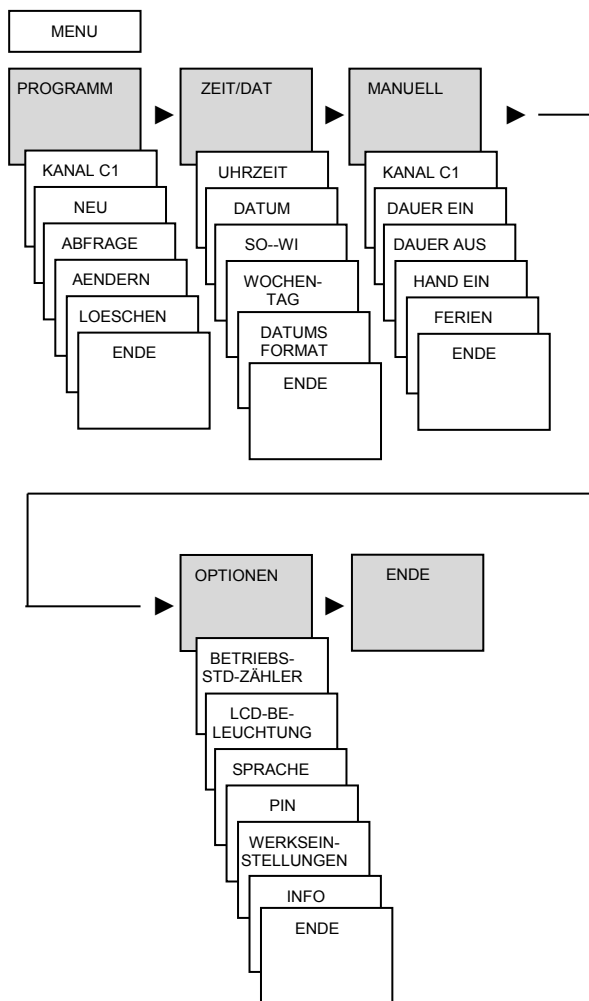 MENU
PROGRAMM
KANAL C1
NEU
ABFRAGE
AENDERN
LOESCHEN
ENDE
ZEIT/DAT
UHRZEIT
DATUM
SO--WI
WOCHEN-
TAG
DATUMS
FORMAT
ENDE
MANUELL
KANAL C1
DAUER EIN
DAUER AUS
HAND EIN
FERIEN
ENDE
OPTIONEN
BETRIEBS-
STD-ZÄHLER
LCD-BE-
LEUCHTUNG
SPRACHE
PIN
WERKSEIN-
STELLUNGEN
INFO
ENDE
ENDE